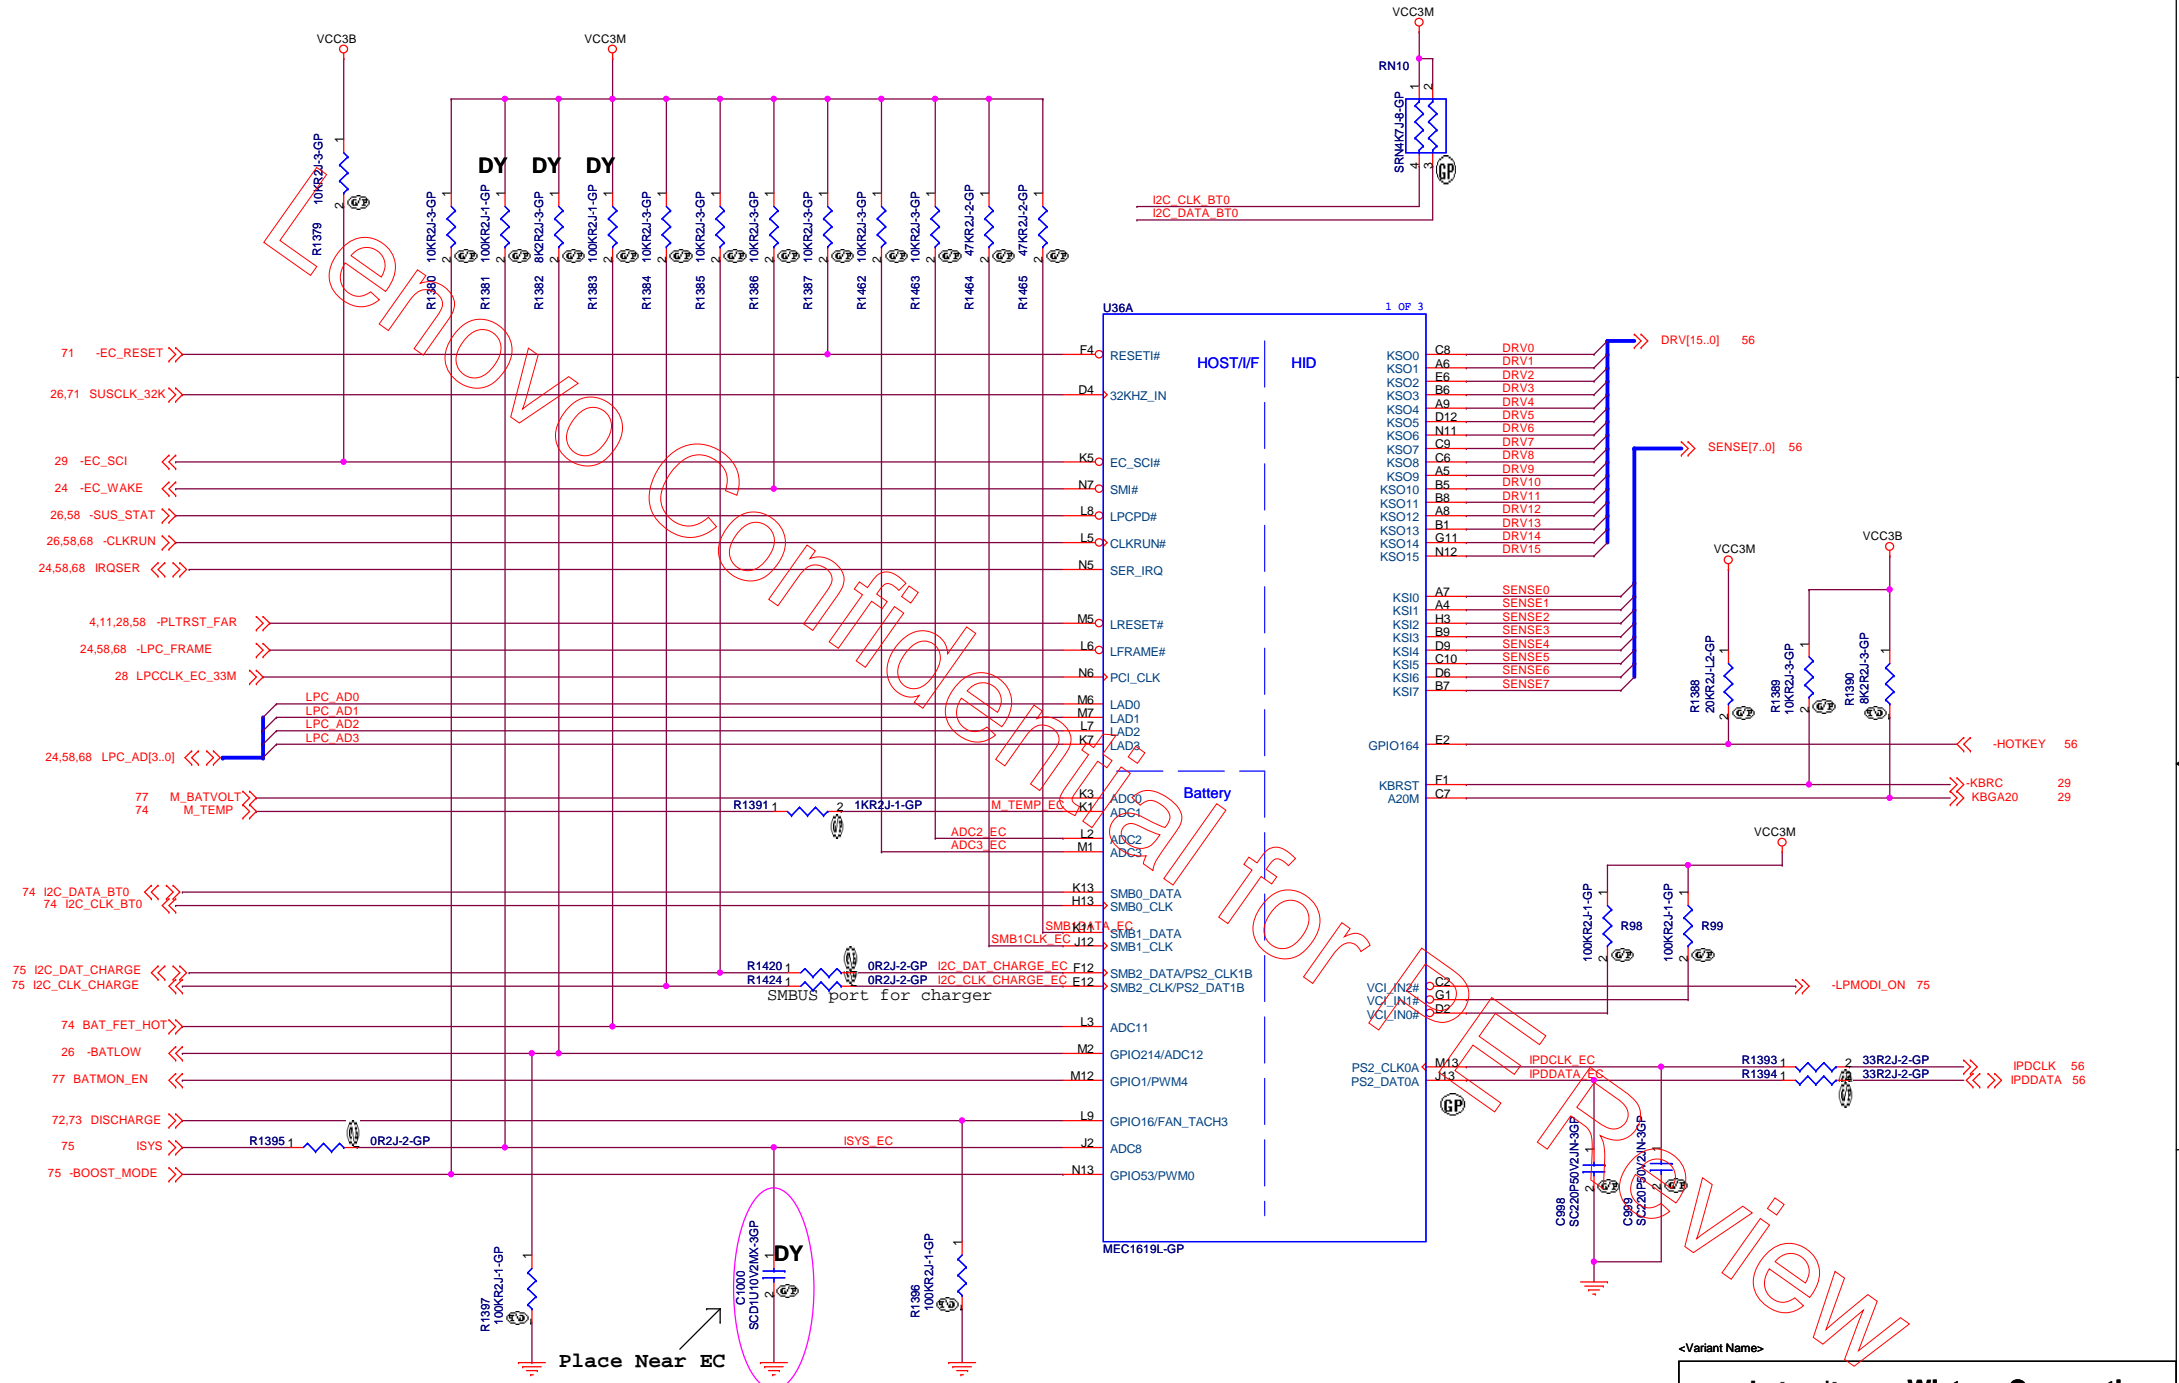 VCC3B
VCC3M
VCC3M
RN10
SRN4K7J-8-GP
1 2
4 3
GP
I2C_CLK_BT0
I2C_DATA_BT0
DY DY DY
R1379 10KR2J-3-GP
R1380 10KR2J-3-GP
R1381 100KR2J-1-GP
R1382 8K2R2J-3-GP
R1383 100KR2J-1-GP
R1384 10KR2J-3-GP
R1385 10KR2J-3-GP
R1386 10KR2J-3-GP
R1387 10KR2J-3-GP
R1462 10KR2J-3-GP
R1463 10KR2J-3-GP
R1464 47KR2J-2-GP
R1465 47KR2J-2-GP
Lenovo Confidential for PE Review
U36A 1 OF 3
HOST/I/F HID
71 -EC_RESET F4 RESETI#
26,71 SUSCLK_32K D4 32KHZ_IN
29 -EC_SCI K5 EC_SCI#
24 -EC_WAKE N7 SMI#
26,58 -SUS_STAT L8 LPCPD#
26,58,68 -CLKRUN L5 CLKRUN#
24,58,68 IRQSER N5 SER_IRQ
4,11,28,58 -PLTRST_FAR M5 LRESET#
24,58,68 -LPC_FRAME L6 LFRAME#
28 LPCCLK_EC_33M N6 PCI_CLK
LPC_AD0 M6 LAD0
LPC_AD1 M7 LAD1
LPC_AD2 L7 LAD2
LPC_AD3 K7 LAD3
24,58,68 LPC_AD[3..0]
Battery
77 M_BATVOLT K3 ADC0
74 M_TEMP R1391 1 2 1KR2J-1-GP M_TEMP_EC K1 ADC1
ADC2_EC L2 ADC2
ADC3_EC M1 ADC3
74 I2C_DATA_BT0 K13 SMB0_DATA
74 I2C_CLK_BT0 H13 SMB0_CLK
SMB1DATA_EC K11 SMB1_DATA
SMB1CLK_EC J12 SMB1_CLK
75 I2C_DAT_CHARGE R1420 1 0R2J-2-GP I2C_DAT_CHARGE_EC F12 SMB2_DATA/PS2_CLK1B
75 I2C_CLK_CHARGE R1424 1 0R2J-2-GP I2C_CLK_CHARGE_EC E12 SMB2_CLK/PS2_DAT1B
SMBUS port for charger
74 BAT_FET_HOT L3 ADC11
26 -BATLOW M2 GPIO214/ADC12
77 BATMON_EN M12 GPIO1/PWM4
72,73 DISCHARGE L9 GPIO16/FAN_TACH3
75 ISYS R1395 1 0R2J-2-GP ISYS_EC J2 ADC8
75 -BOOST_MODE N13 GPIO53/PWM0
MEC1619L-GP
KSO0 C8 DRV0
KSO1 A6 DRV1
KSO2 E6 DRV2
KSO3 B6 DRV3
KSO4 A9 DRV4
KSO5 D12 DRV5
KSO6 N11 DRV6
KSO7 C9 DRV7
KSO8 C6 DRV8
KSO9 A5 DRV9
KSO10 B5 DRV10
KSO11 B8 DRV11
KSO12 A8 DRV12
KSO13 B1 DRV13
KSO14 G11 DRV14
KSO15 N12 DRV15
DRV[15..0] 56
SENSE[7..0] 56
KSI0 A7 SENSE0
KSI1 A4 SENSE1
KSI2 H3 SENSE2
KSI3 B9 SENSE3
KSI4 D9 SENSE4
KSI5 C10 SENSE5
KSI6 D6 SENSE6
KSI7 B7 SENSE7
VCC3M
VCC3B
R1388 20KR2J-L2-GP
R1389 10KR2J-3-GP
R1390 8K2R2J-3-GP
GPIO164 E2 -HOTKEY 56
KBRST F1 -KBRC 29
A20M C7 KBGA20 29
VCC3M
100KR2J-1-GP R98
100KR2J-1-GP R99
VCI_IN2# C2 -LPMODI_ON 75
VCI_IN1# G1
VCI_IN0# D2
PS2_CLK0A M13 IPDCLK_EC R1393 1 2 33R2J-2-GP IPDCLK 56
PS2_DAT0A J13 IPDDATA_EC R1394 1 33R2J-2-GP IPDDATA 56
GP
C998 SC220P50V2JN-3GP
C999 SC220P50V2JN-3GP
R1397 100KR2J-1-GP
C1000 SCD1U10V2MX-3GP
DY
R1396 100KR2J-1-GP
Place Near EC
<Variant Name>